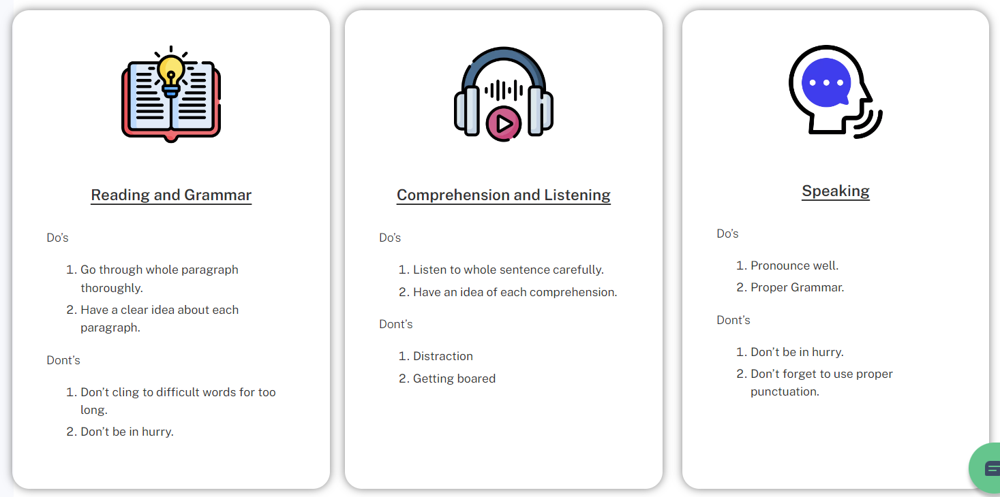 Reading and Grammar
Do’s
1. Go through whole paragraph
thoroughly.
2. Have a clear idea about each
paragraph.
Dont’s
1. Don’t cling to difficult words for too
long.
2. Don’t be in hurry.
Comprehension and Listening
Do’s
1. Listen to whole sentence carefully.
2. Have an idea of each comprehension.
Dont’s
1. Distraction
2. Getting boared
Speaking
Do’s
1. Pronounce well.
2. Proper Grammar.
Dont’s
1. Don’t be in hurry.
2. Don’t forget to use proper
punctuation.